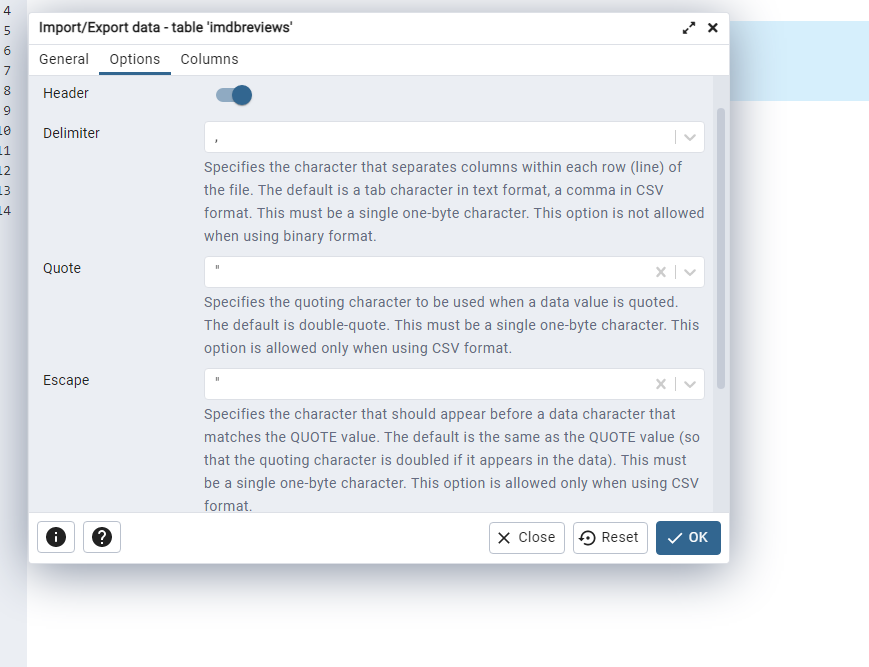 4
5
6
7
8
9
10
11
12
13
14
Import/Export data - table 'imdbreviews'
General Options Columns
Header
Delimiter
,
Specifies the character that separates columns within each row (line) of
the file. The default is a tab character in text format, a comma in CSV
format. This must be a single one-byte character. This option is not allowed
when using binary format.
Quote
"
Specifies the quoting character to be used when a data value is quoted.
The default is double-quote. This must be a single one-byte character. This
option is allowed only when using CSV format.
Escape
"
Specifies the character that should appear before a data character that
matches the QUOTE value. The default is the same as the QUOTE value (so
that the quoting character is doubled if it appears in the data). This must
be a single one-byte character. This option is allowed only when using CSV
format.
Close Reset OK